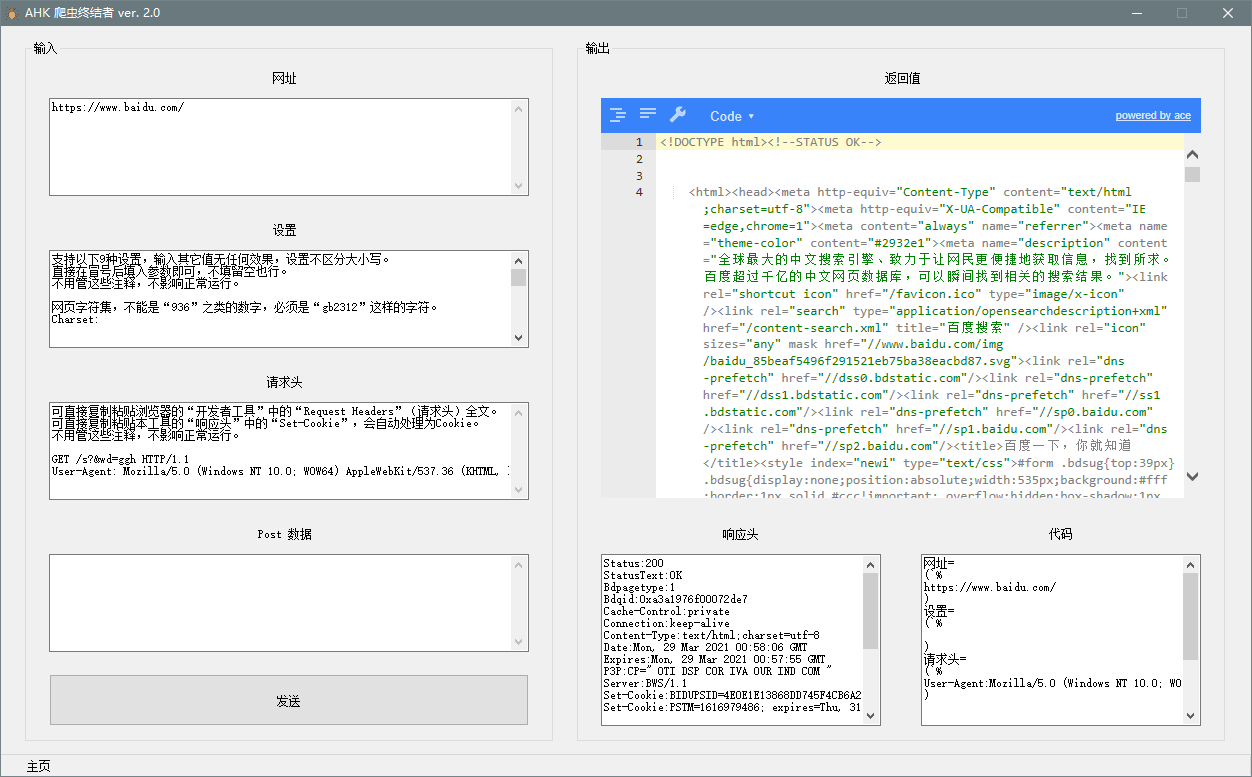 AHK 爬虫终结者 ver. 2.0
输入
网址
https://www.baidu.com/
设置
支持以下9种设置，输入其它值无任何效果，设置不区分大小写。
直接在冒号后填入参数即可，不填留空也行。
不用管这些注释，不影响正常运行。
网页字符集，不能是“936”之类的数字，必须是“gb2312”这样的字符。
Charset:
请求头
可直接复制粘贴浏览器的“开发者工具”中的“Request Headers”（请求头）全文。
可直接复制粘贴本工具的“响应头”中的“Set-Cookie”，会自动处理为Cookie。
不用管这些注释，不影响正常运行。
GET /s?&wd=ggh HTTP/1.1
User-Agent: Mozilla/5.0 (Windows NT 10.0; WOW64) AppleWebKit/537.36 (KHTML,
Post 数据
发送
主页
输出
返回值
Code
powered by ace
1 <!DOCTYPE html><!--STATUS OK-->
2
3
4 <html><head><meta http-equiv="Content-Type" content="text/html
;charset=utf-8"><meta http-equiv="X-UA-Compatible" content="IE
=edge,chrome=1"><meta content="always" name="referrer"><meta name
="theme-color" content="#2932e1"><meta name="description" content
="全球最大的中文搜索引擎、致力于让网民更便捷地获取信息，找到所求。
百度超过千亿的中文网页数据库，可以瞬间找到相关的搜索结果。"><link
rel="shortcut icon" href="/favicon.ico" type="image/x-icon"
/><link rel="search" type="application/opensearchdescription+xml"
href="/content-search.xml" title="百度搜索" /><link rel="icon"
sizes="any" mask href="//www.baidu.com/img
/baidu_85beaf5496f291521eb75ba38eacbd87.svg"><link rel="dns
-prefetch" href="//dss0.bdstatic.com"/><link rel="dns-prefetch"
href="//dss1.bdstatic.com"/><link rel="dns-prefetch" href="//ss1
.bdstatic.com"/><link rel="dns-prefetch" href="//sp0.baidu.com"
/><link rel="dns-prefetch" href="//sp1.baidu.com"/><link rel="dns
-prefetch" href="//sp2.baidu.com"/><title>百度一下，你就知道
</title><style index="newi" type="text/css">#form .bdsug{top:39px}
.bdsug{display:none;position:absolute;width:535px;background:#fff
;border:1px solid #ccc!important;_overflow:hidden;box-shadow:1px
响应头
Status:200
StatusText:OK
Bdpagetype:1
Bdqid:0xa3a1976f00072de7
Cache-Control:private
Connection:keep-alive
Content-Type:text/html;charset=utf-8
Date:Mon, 29 Mar 2021 00:58:06 GMT
Expires:Mon, 29 Mar 2021 00:57:55 GMT
P3P:CP=" OTI DSP COR IVA OUR IND COM "
Server:BWS/1.1
Set-Cookie:BIDUPSID=4E0E1E13868DD745F4CB6A2
Set-Cookie:PSTM=1616979486; expires=Thu, 31
代码
网址=
(`%
https://www.baidu.com/
)
设置=
(`%
)
请求头=
(`%
User-Agent:Mozilla/5.0 (Windows NT 10.0; WO
)